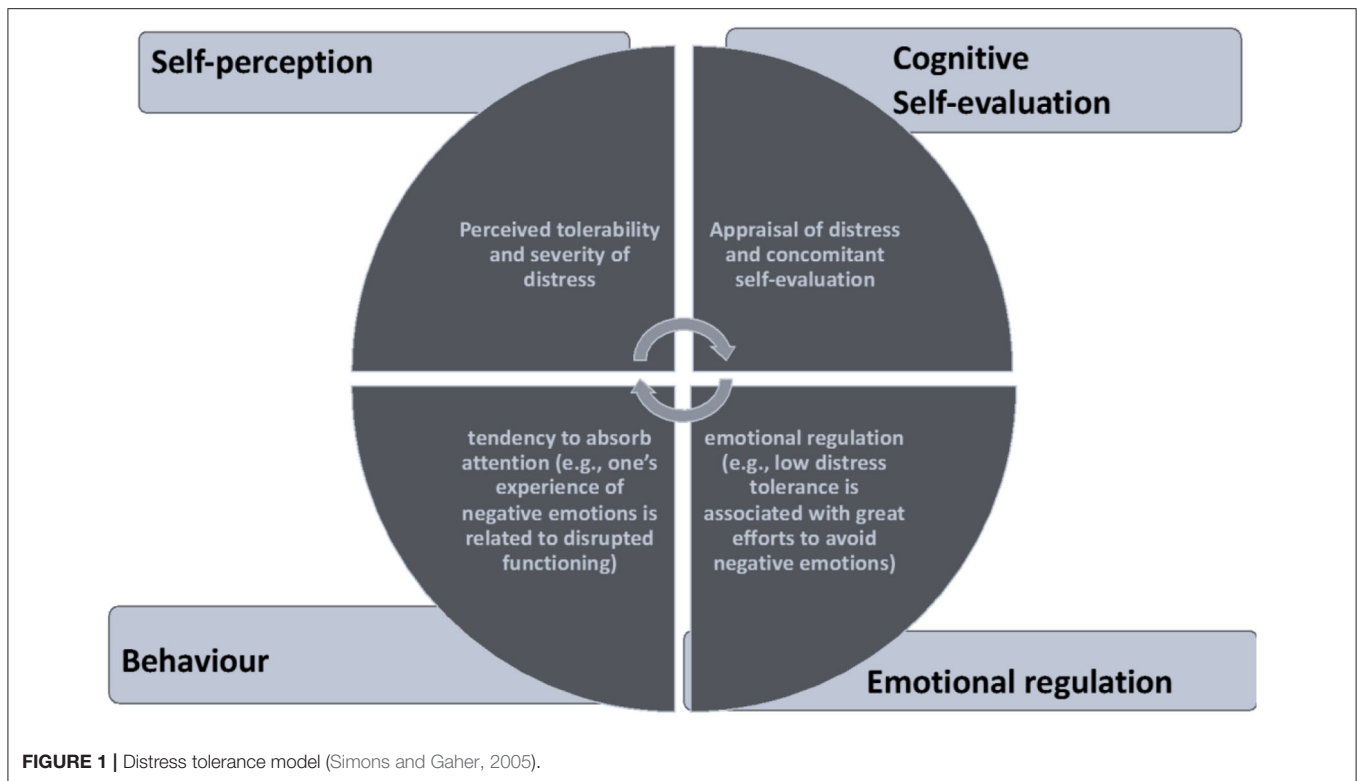 Self-perception
Cognitive
Self-evaluation
Perceived tolerability
and severity of
distress
Appraisal of distress
and concomitant
self-evaluation
tendency to absorb
attention (e.g., one’s
experience of
negative emotions is
related to disrupted
functioning)
emotional regulation
(e.g., low distress
tolerance is
associated with great
efforts to avoid
negative emotions)
Behaviour
Emotional regulation
FIGURE 1 | Distress tolerance model (Simons and Gaher, 2005).